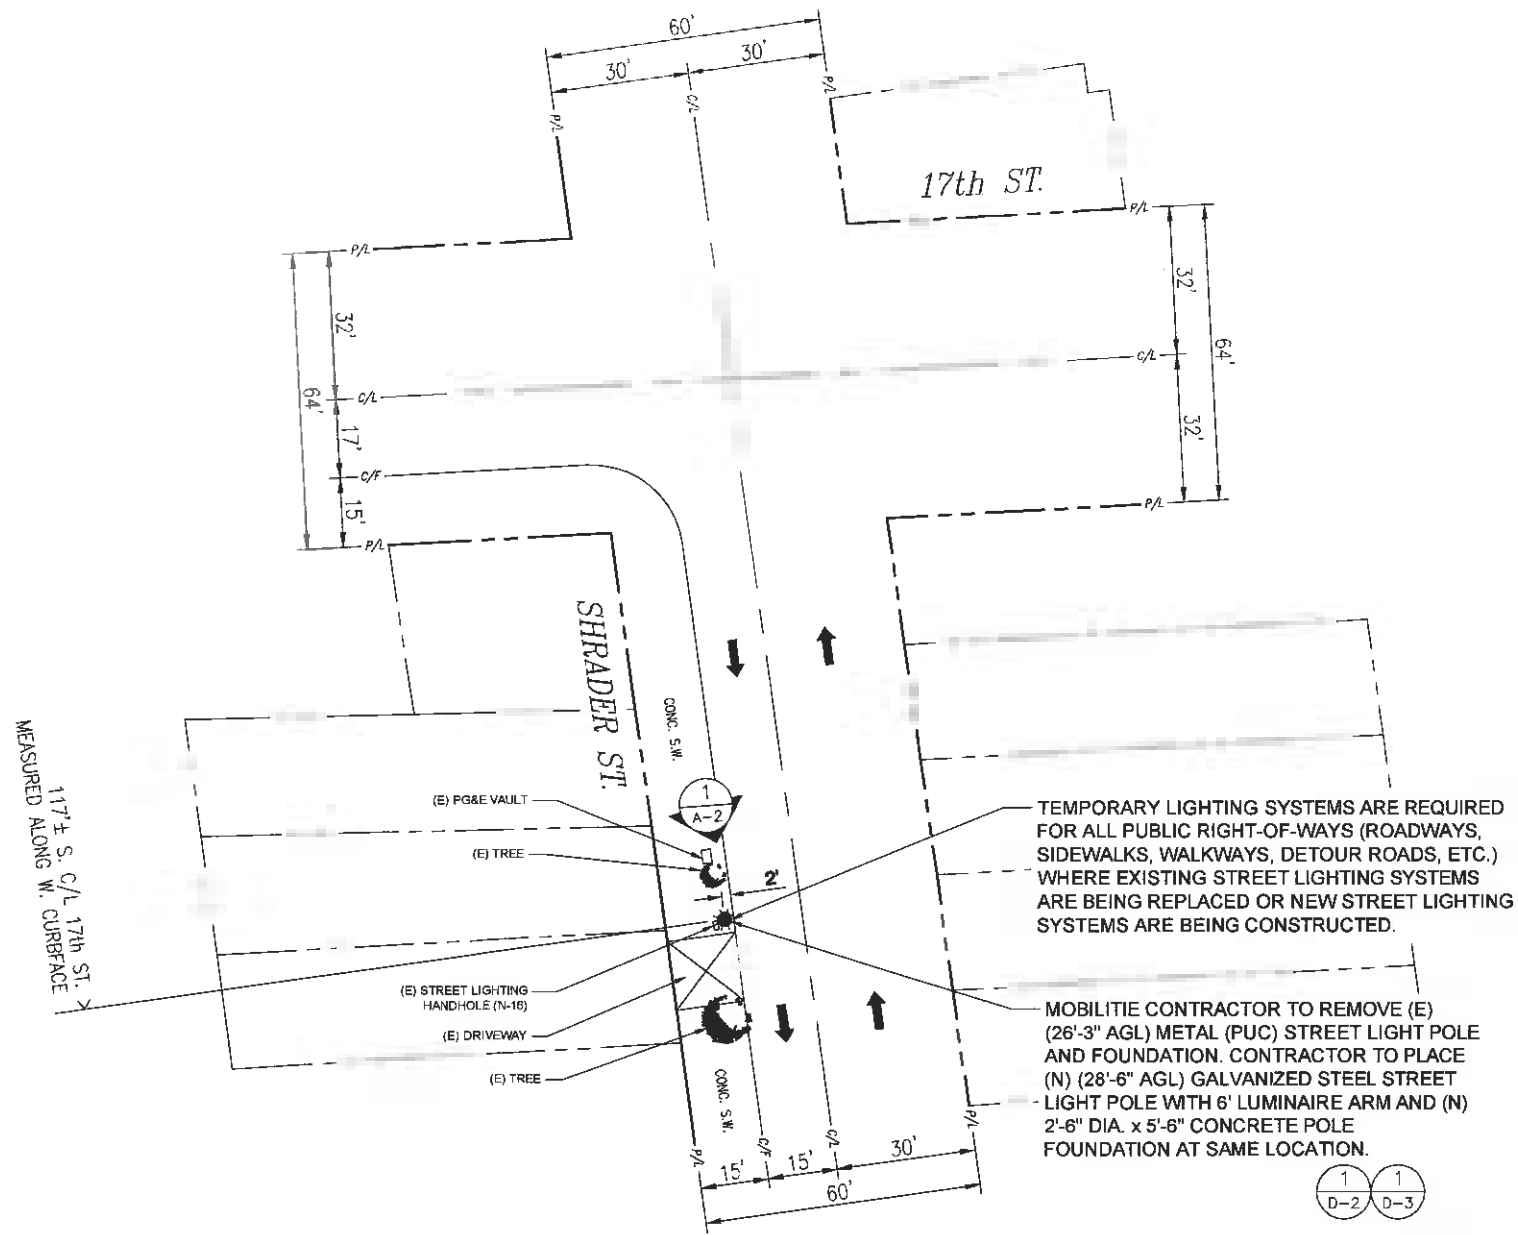 60'
30'
30'
P/L
C/L
P/L
17th ST.
P/L
P/L
32'
32'
64'
64'
C/L
C/L
17'
32'
C/F
15'
P/L
P/L
SHRADER ST.
CONC. S.W.
117'± S. C/L 17th ST.
MEASURED ALONG W. CURBFACE
1
A-2
(E) PG&E VAULT
(E) TREE
2'
(E) STREET LIGHTING
HANDHOLE (N-16)
(E) DRIVEWAY
(E) TREE
TEMPORARY LIGHTING SYSTEMS ARE REQUIRED
FOR ALL PUBLIC RIGHT-OF-WAYS (ROADWAYS,
SIDEWALKS, WALKWAYS, DETOUR ROADS, ETC.)
WHERE EXISTING STREET LIGHTING SYSTEMS
ARE BEING REPLACED OR NEW STREET LIGHTING
SYSTEMS ARE BEING CONSTRUCTED.
MOBILITIE CONTRACTOR TO REMOVE (E)
(26'-3" AGL) METAL (PUC) STREET LIGHT POLE
AND FOUNDATION. CONTRACTOR TO PLACE
(N) (28'-6" AGL) GALVANIZED STEEL STREET
LIGHT POLE WITH 6' LUMINAIRE ARM AND (N)
2'-6" DIA. x 5'-6" CONCRETE POLE
FOUNDATION AT SAME LOCATION.
CONC. S.W.
P/L
C/F
C/L
P/L
15'
15'
30'
60'
1
D-2
1
D-3